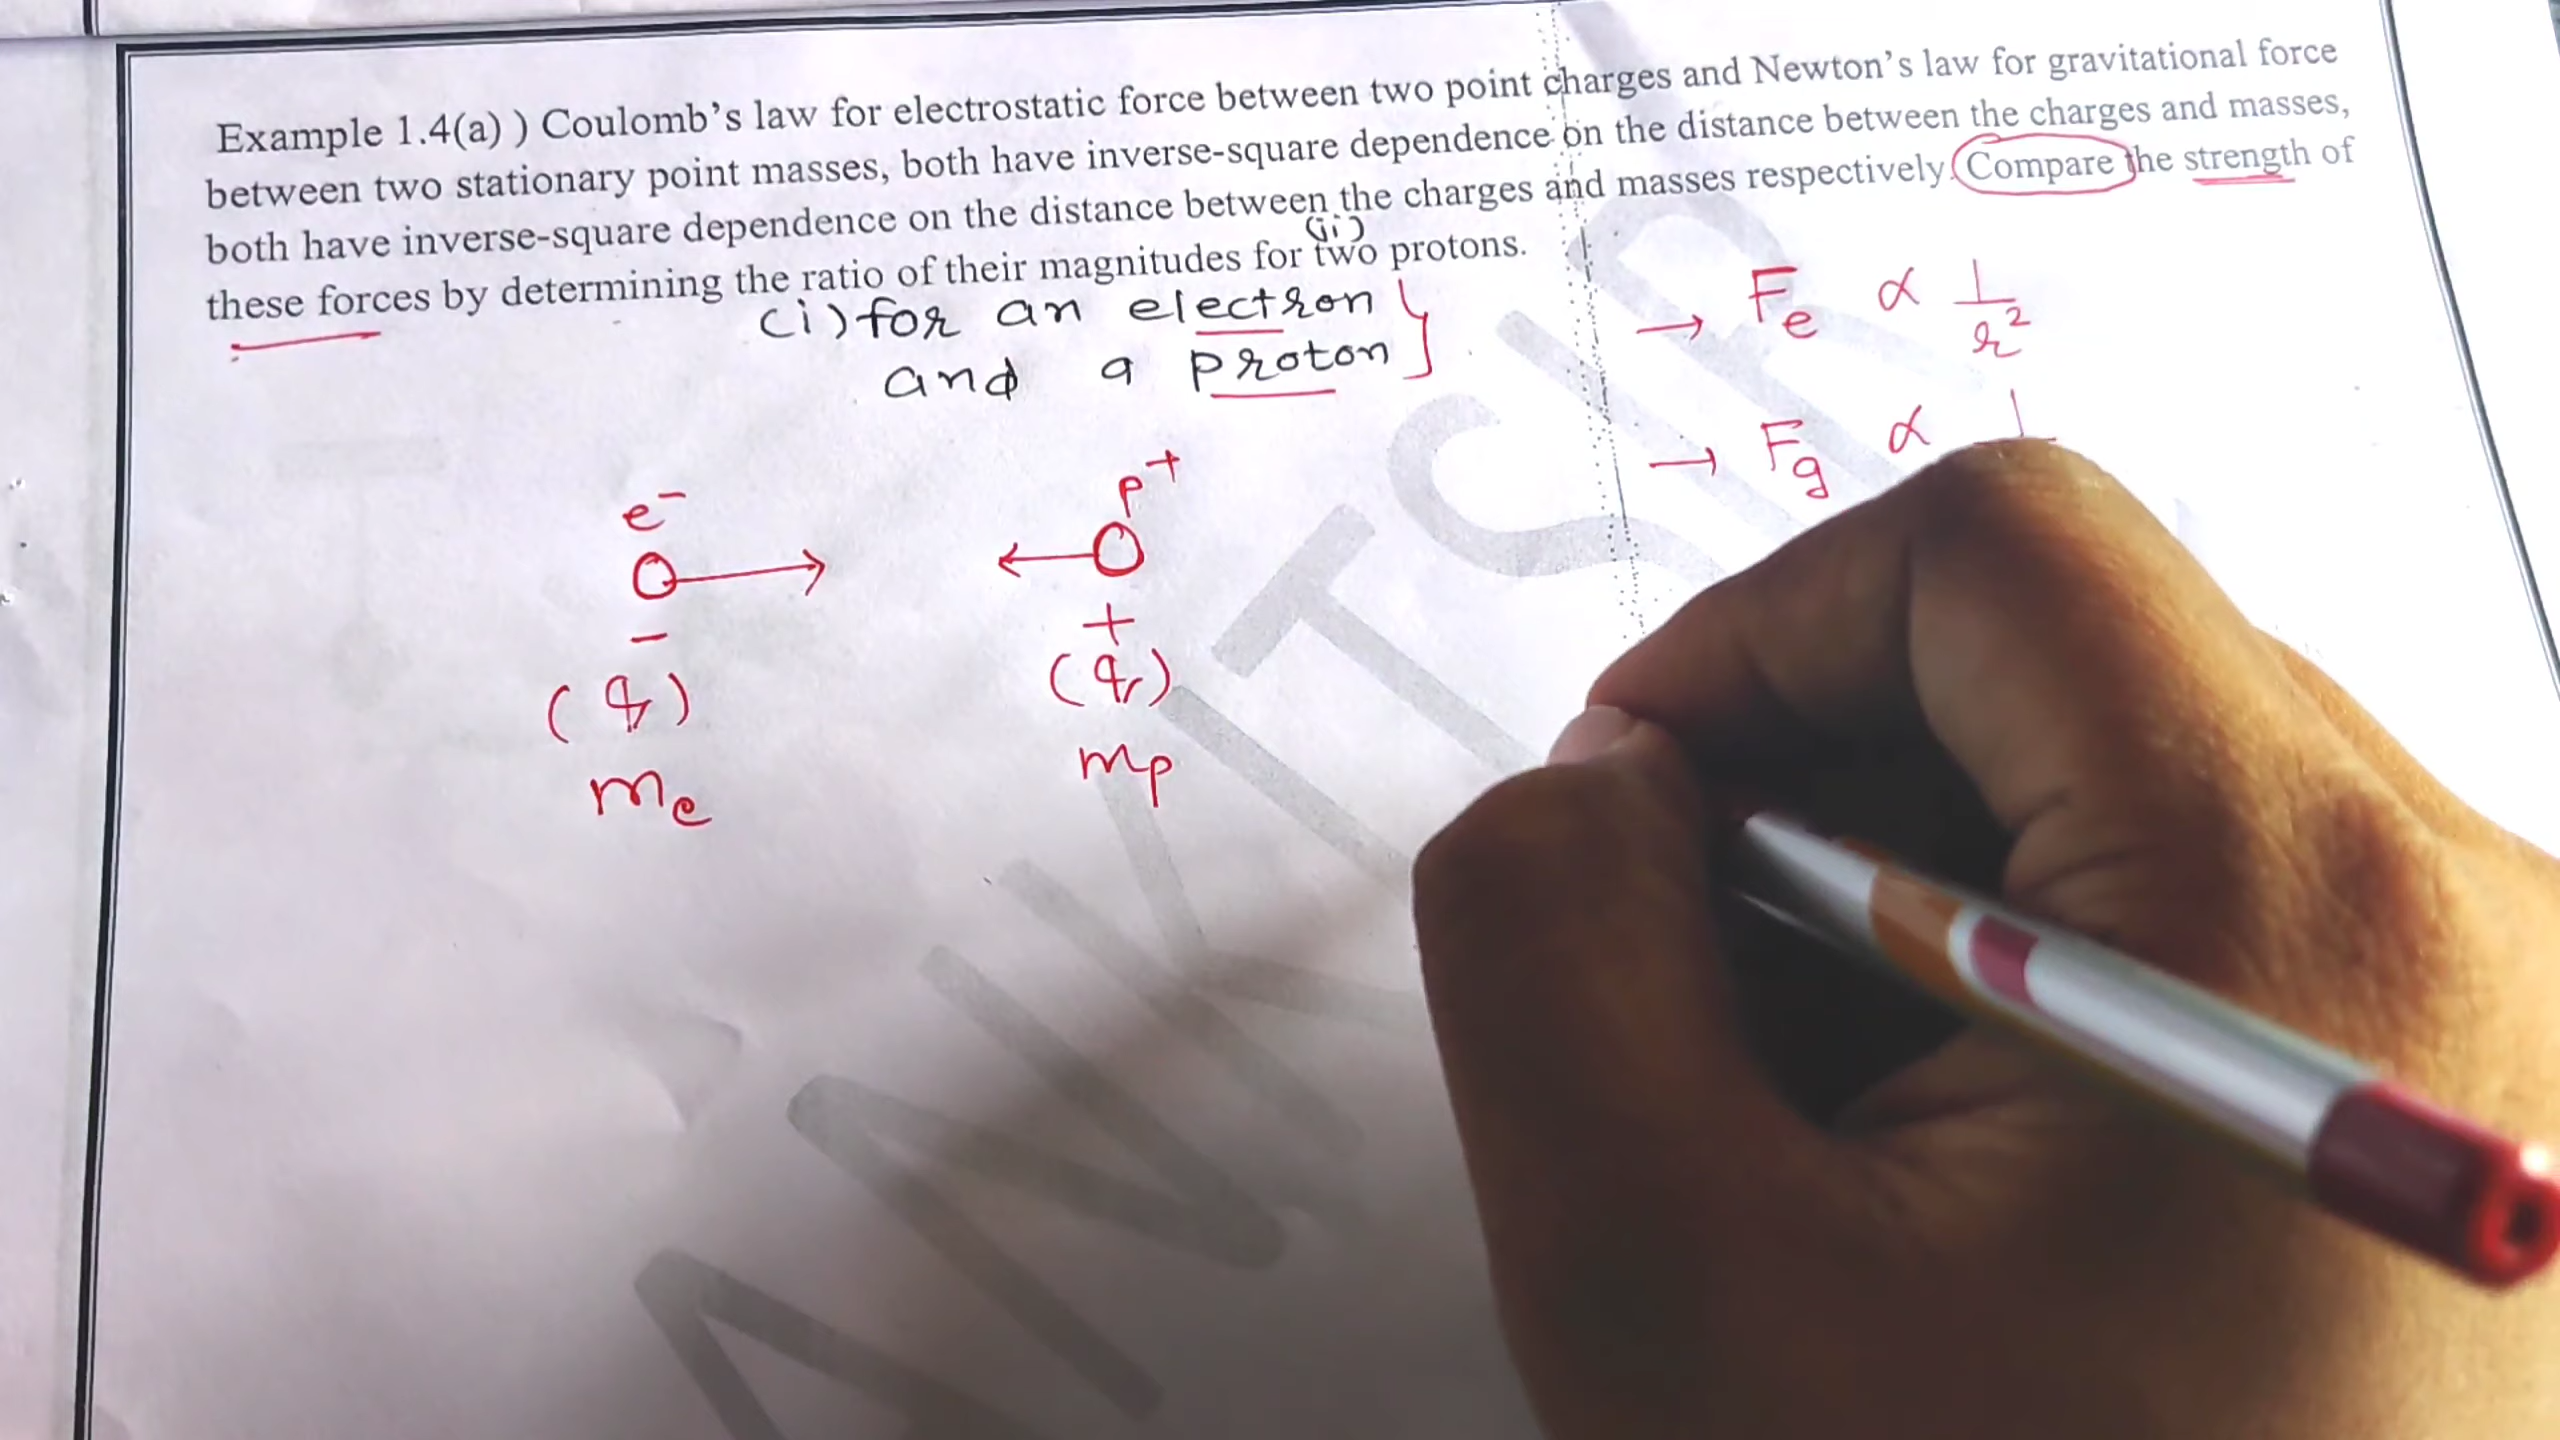 Example 1.4(a) ) Coulomb's law for electrostatic force between two point charges and Newton's law for gravitational force
between two stationary point masses, both have inverse-square dependence on the distance between the charges and masses,
both have inverse-square dependence on the distance between the charges and masses respectively. Compare the strength of
(ii)
these forces by determining the ratio of their magnitudes for two protons.
(i) for an electron
and a proton
→ Fe ∝ 1/r²
→ Fg ∝ 1
e⁻
p⁺
− +
(q) (q)
me mp